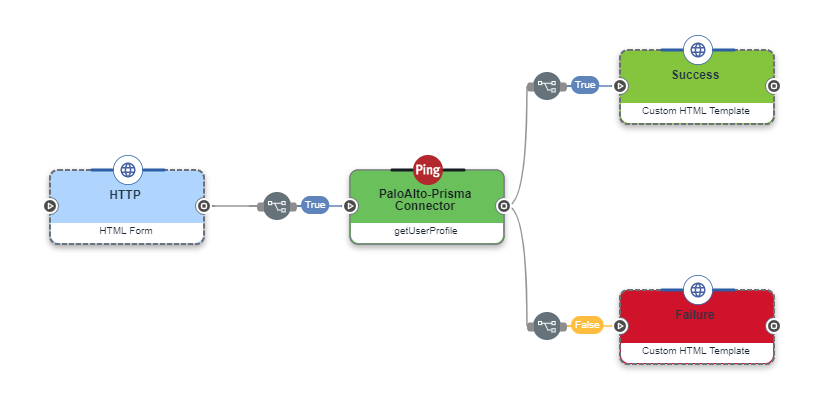 HTTP
HTML Form
True
Ping
PaloAlto-Prisma
Connector
getUserProfile
True
Success
Custom HTML Template
False
Failure
Custom HTML Template